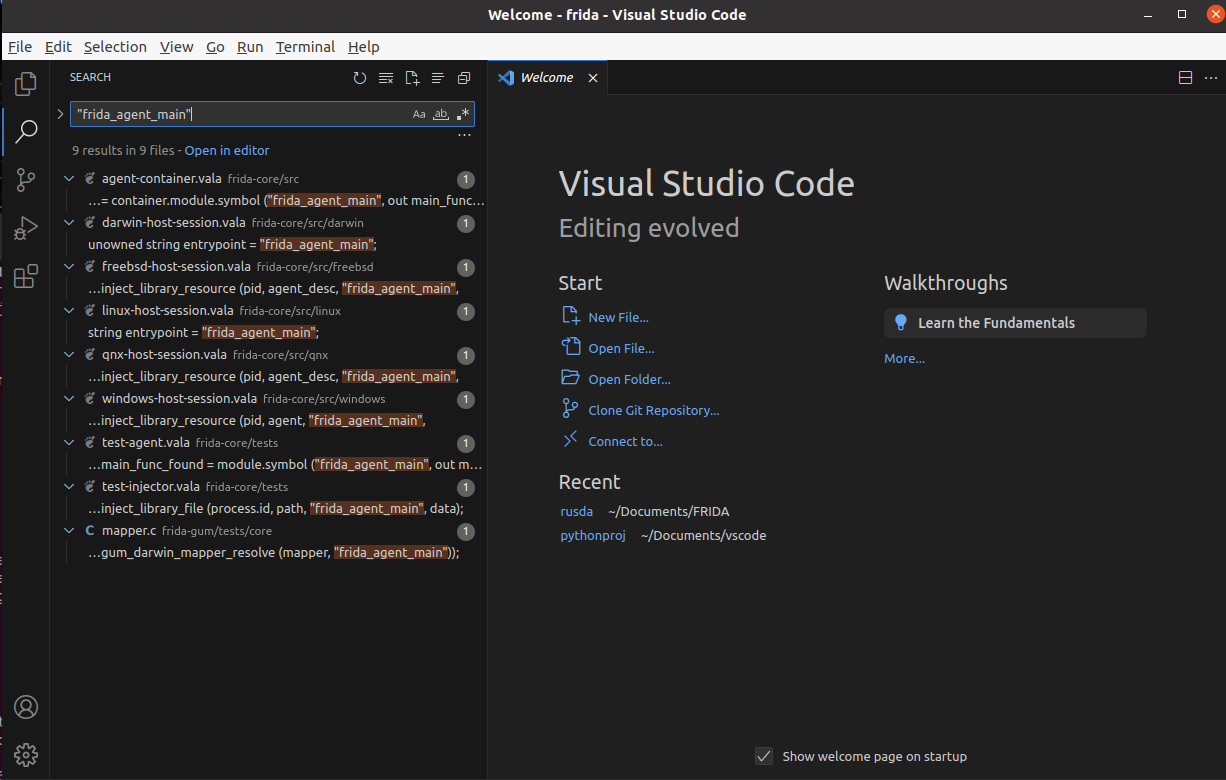 Welcome - frida - Visual Studio Code
File Edit Selection View Go Run Terminal Help
SEARCH
"frida_agent_main"
Aa ab .*
9 results in 9 files - Open in editor
agent-container.vala frida-core/src 1
…= container.module.symbol ("frida_agent_main", out main_func…
darwin-host-session.vala frida-core/src/darwin 1
unowned string entrypoint = "frida_agent_main";
freebsd-host-session.vala frida-core/src/freebsd 1
…inject_library_resource (pid, agent_desc, "frida_agent_main",
linux-host-session.vala frida-core/src/linux 1
string entrypoint = "frida_agent_main";
qnx-host-session.vala frida-core/src/qnx 1
…inject_library_resource (pid, agent_desc, "frida_agent_main",
windows-host-session.vala frida-core/src/windows 1
…inject_library_resource (pid, agent, "frida_agent_main",
test-agent.vala frida-core/tests 1
…main_func_found = module.symbol ("frida_agent_main", out m…
test-injector.vala frida-core/tests 1
…inject_library_file (process.id, path, "frida_agent_main", data);
C mapper.c frida-gum/tests/core 1
…gum_darwin_mapper_resolve (mapper, "frida_agent_main"));
Welcome
Visual Studio Code
Editing evolved
Start
New File...
Open File...
Open Folder...
Clone Git Repository...
Connect to...
Recent
rusda ~/Documents/FRIDA
pythonproj ~/Documents/vscode
Walkthroughs
Learn the Fundamentals
More...
Show welcome page on startup